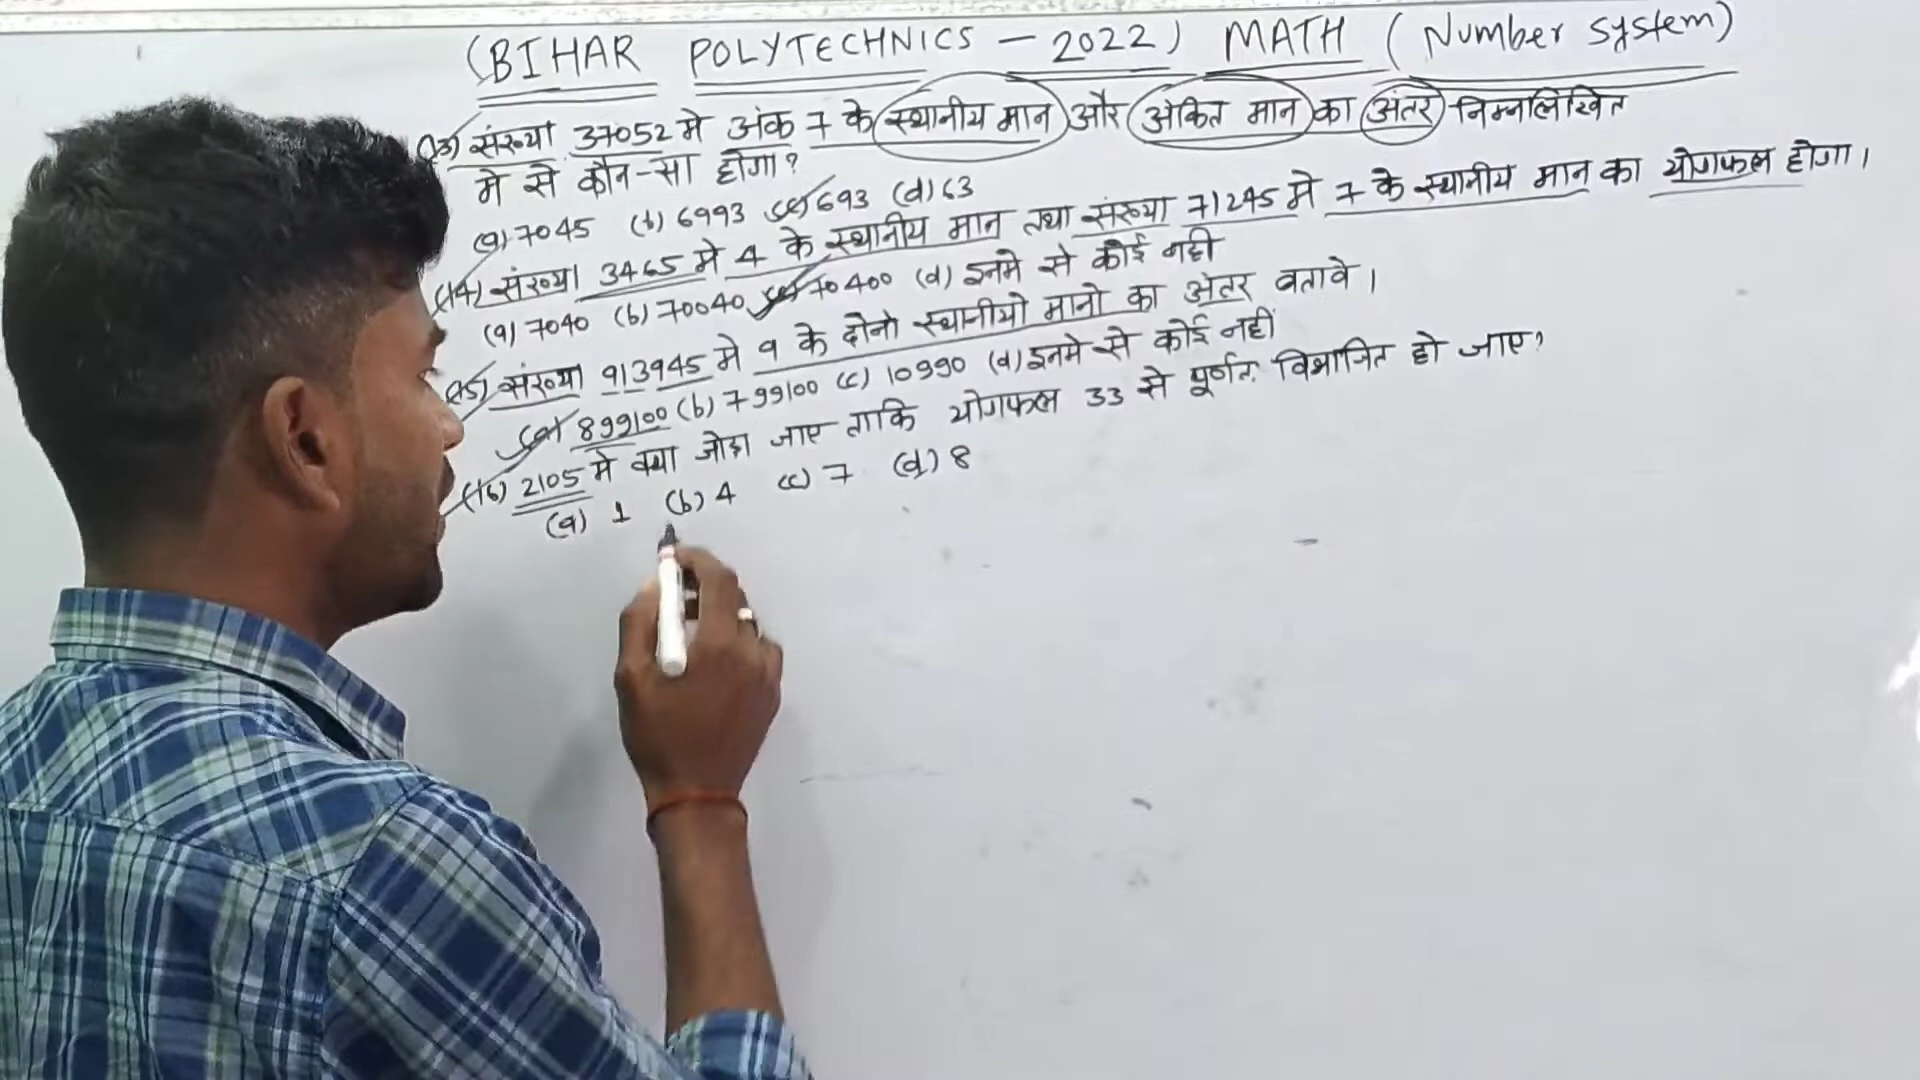 (BIHAR POLYTECHNICS - 2022) MATH (Number system)
(13) संख्या 37052 मे अंक 7 के स्थानीय मान और अंकित मान का अंतर निम्नलिखित
मे से कौन-सा होगा?
(a) 7045 (b) 6993 (c) 693 (d) 63
(14) संख्या 3465 मे 4 के स्थानीय मान तथा संख्या 71245 मे 7 के स्थानीय मान का योगफल होगा।
(a) 7040 (b) 70040 (c) 70400 (d) इनमे से कोई नही
(15) संख्या 913945 मे 9 के दोनो स्थानीयो मानो का अंतर बतावे।
(a) 899100 (b) 799100 (c) 10990 (d) इनमे से कोई नहीं
(16) 2105 मे क्या जोड़ा जाए ताकि योगफल 33 से पूर्णतः विभाजित हो जाए?
(a) 1 (b) 4 (c) 7 (d) 8